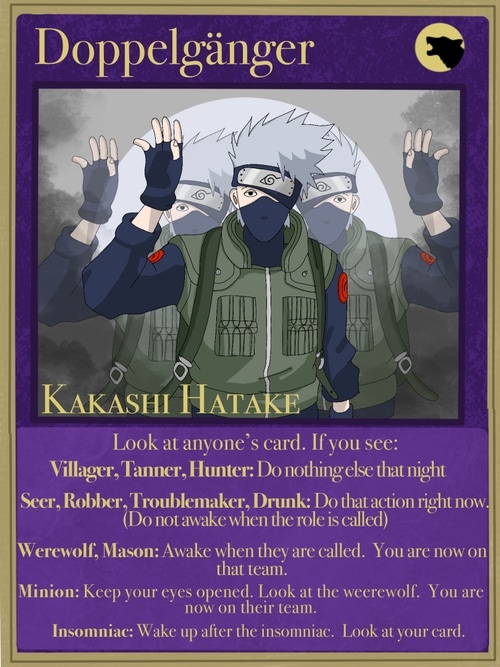 Doppelgänger
KAKASHI HATAKE
Look at anyone's card. If you see:
Villager, Tanner, Hunter: Do nothing else that night
Seer, Robber, Troublemaker, Drunk: Do that action right now.
(Do not awake when the role is called)
Werewolf, Mason: Awake when they are called. You are now on
that team.
Minion: Keep your eyes opened. Look at the weerewolf. You are
now on their team.
Insomniac: Wake up after the insomniac. Look at your card.